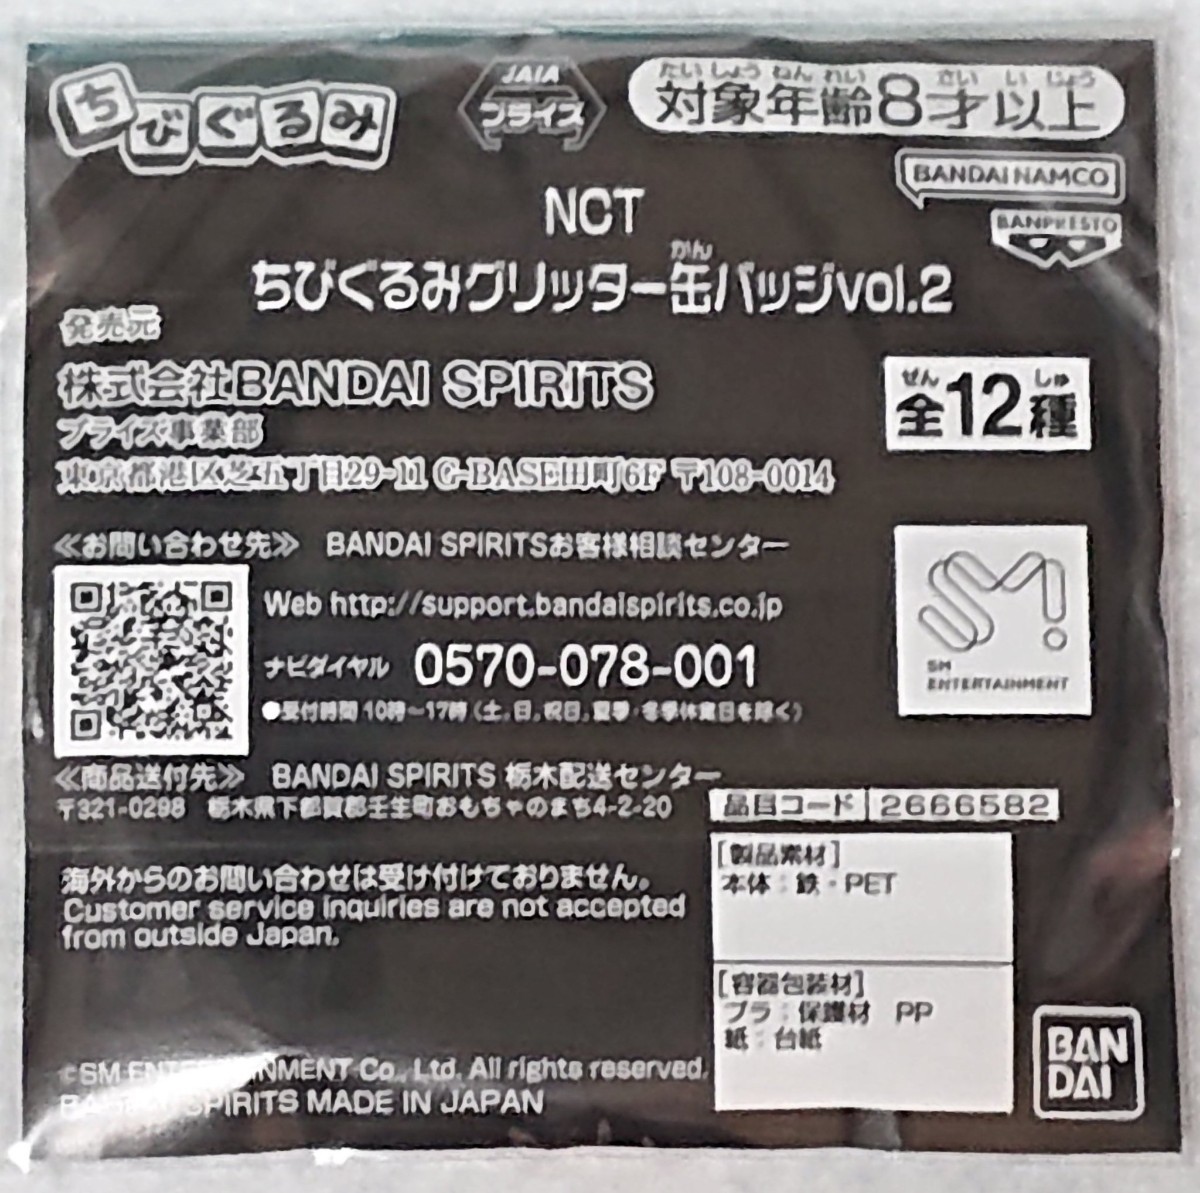 ちびぐるみ
JAIA
プライズ
たいしょうねんれい さいいじょう
対象年齢8才以上
BANDAI NAMCO
BANPRESTO
NCT
かん
ちびぐるみグリッター缶バッジvol.2
発売元
株式会社BANDAI SPIRITS
プライズ事業部
東京都港区芝五丁目29-11 G-BASE田町6F 〒108-0014
ぜん しゅ
全12種
≪お問い合わせ先≫ BANDAI SPIRITSお客様相談センター
Web http://support.bandaispirits.co.jp
ナビダイヤル 0570-078-001
●受付時間 10時~17時 (土、日、祝日、夏季・冬季休業日を除く)
SM
SM
ENTERTAINMENT
≪商品送付先≫ BANDAI SPIRITS 栃木配送センター
〒321-0298 栃木県下都賀郡壬生町おもちゃのまち4-2-20
品目コード 2666582
[製品素材]
本体:鉄・PET
海外からのお問い合わせは受け付けておりません。
Customer service inquiries are not accepted
from outside Japan.
[容器包装材]
プラ:保護材 PP
紙:台紙
©SM ENTERTAINMENT Co., Ltd. All rights reserved.
BANDAI SPIRITS MADE IN JAPAN
BAN
DAI